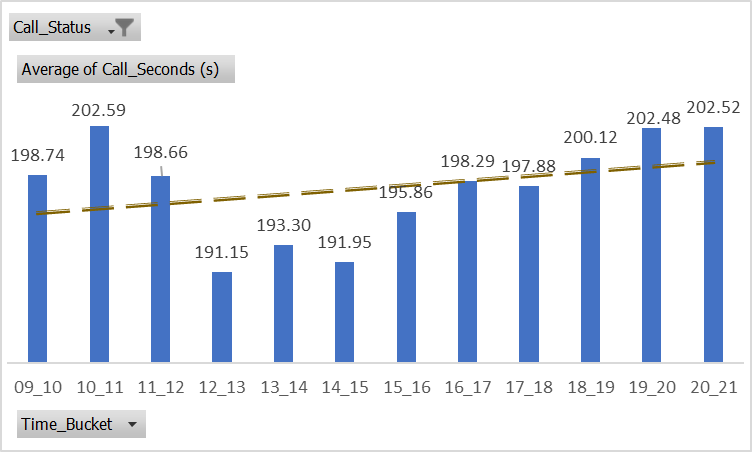 Call_Status
Average of Call_Seconds (s)
198.74 202.59 198.66 191.15 193.30 191.95 195.86 198.29 197.88 200.12 202.48 202.52
09_10 10_11 11_12 12_13 13_14 14_15 15_16 16_17 17_18 18_19 19_20 20_21
Time_Bucket